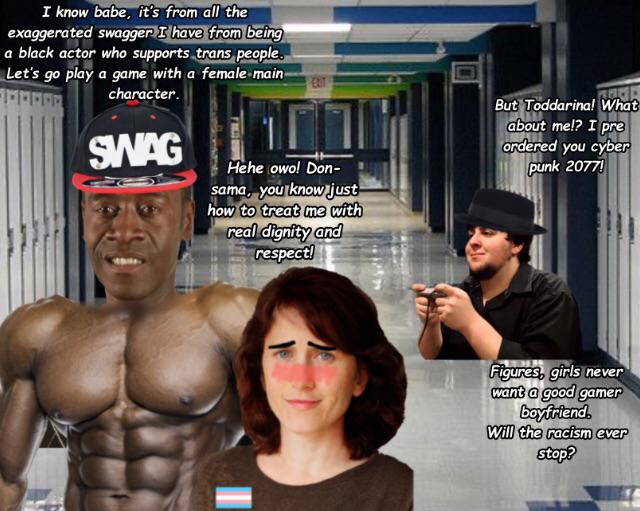 I know babe, it's from all the
exaggerated swagger I have from being
a black actor who supports trans people.
Let's go play a game with a female main
character.
EXIT
SWAG
But Toddarina! What
about me!? I pre
ordered you cyber
punk 2077!
Hehe owo! Don-
sama, you know just
how to treat me with
real dignity and
respect!
Figures, girls never
want a good gamer
boyfriend.
Will the racism ever
stop?